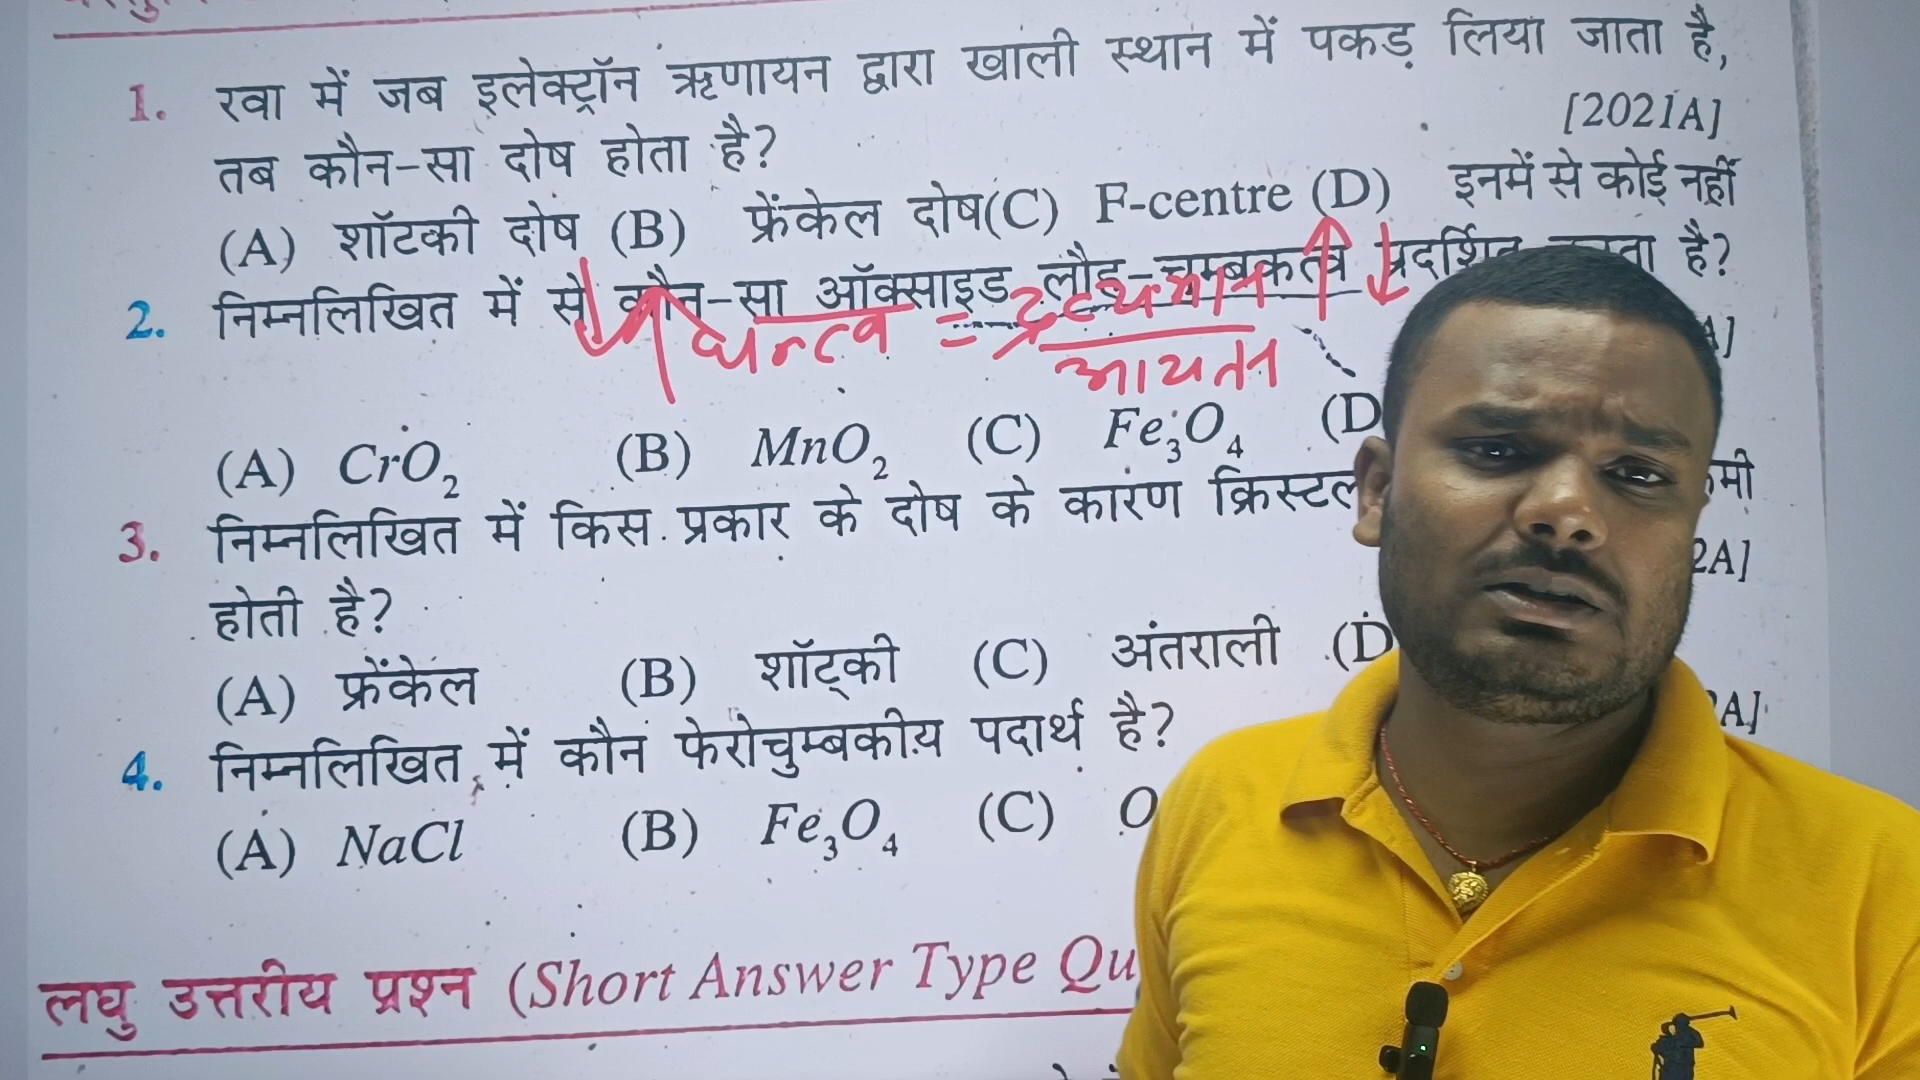 1. रवा में जब इलेक्ट्रॉन ऋणायन द्वारा खाली स्थान में पकड़ लिया जाता है,
तब कौन-सा दोष होता है? [2021A]
(A) शॉटकी दोष (B) फ्रेंकेल दोष(C) F-centre (D) इनमें से कोई नहीं
2. निम्नलिखित में से कौन-सा ऑक्साइड लौह-चुम्बकत्व प्रदर्शित करता है?
घनत्व = द्रव्यमान
आयतन
(A) CrO₂ (B) MnO₂ (C) Fe₃O₄ (D
3. निम्नलिखित में किस प्रकार के दोष के कारण क्रिस्टल
होती है? 2A]
(A) फ्रेंकेल (B) शॉट्की (C) अंतराली (D
4. निम्नलिखित में कौन फेरोचुम्बकीय पदार्थ है? A]
(A) NaCl (B) Fe₃O₄ (C) O
लघु उत्तरीय प्रश्न (Short Answer Type Qu